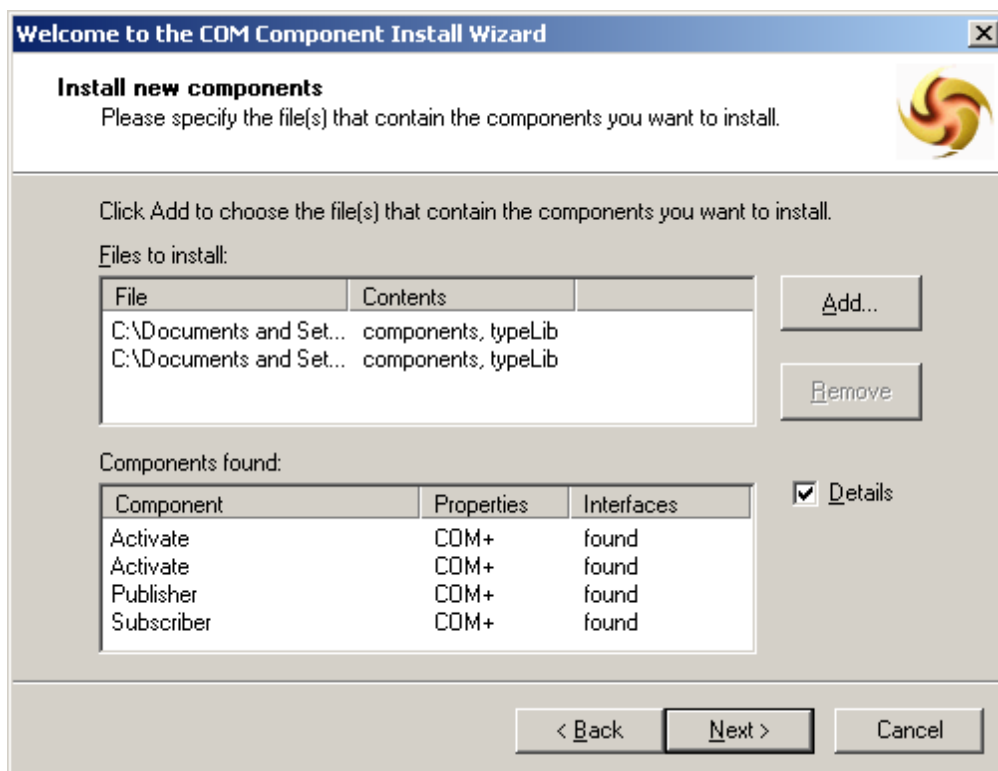 Welcome to the COM Component Install Wizard
Install new components
Please specify the file(s) that contain the components you want to install.
Click Add to choose the file(s) that contain the components you want to install.
Files to install:
File Contents
C:\Documents and Set... components, typeLib
C:\Documents and Set... components, typeLib
Add...
Remove
Components found:
Component Properties Interfaces
Activate COM+ found
Activate COM+ found
Publisher COM+ found
Subscriber COM+ found
Details
< Back Next > Cancel